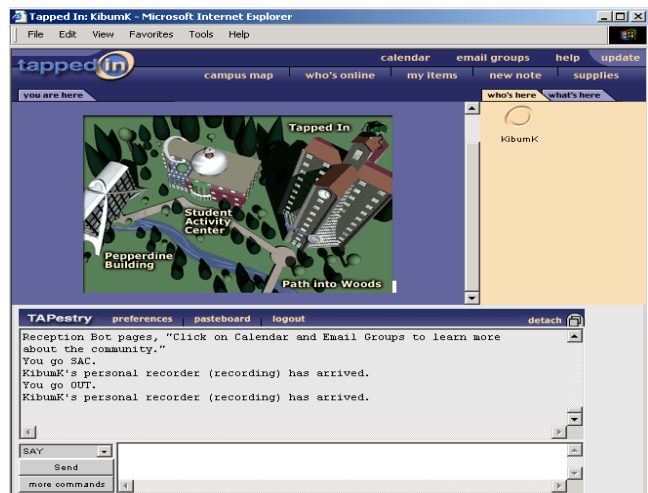 Tapped In: KibumK - Microsoft Internet Explorer
File Edit View Favorites Tools Help
tapped in
calendar email groups help update
campus map who's online my items new note supplies
you are here
who's here what's here
Tapped In
KibumK
Student
Activity
Center
Pepperdine
Building
Path into Woods
TAPestry preferences pasteboard logout detach
Reception Bot pages, "Click on Calendar and Email Groups to learn more
about the community."
You go SAC.
KibumK's personal recorder (recording) has arrived.
You go OUT.
KibumK's personal recorder (recording) has arrived.
SAY
Send
more commands